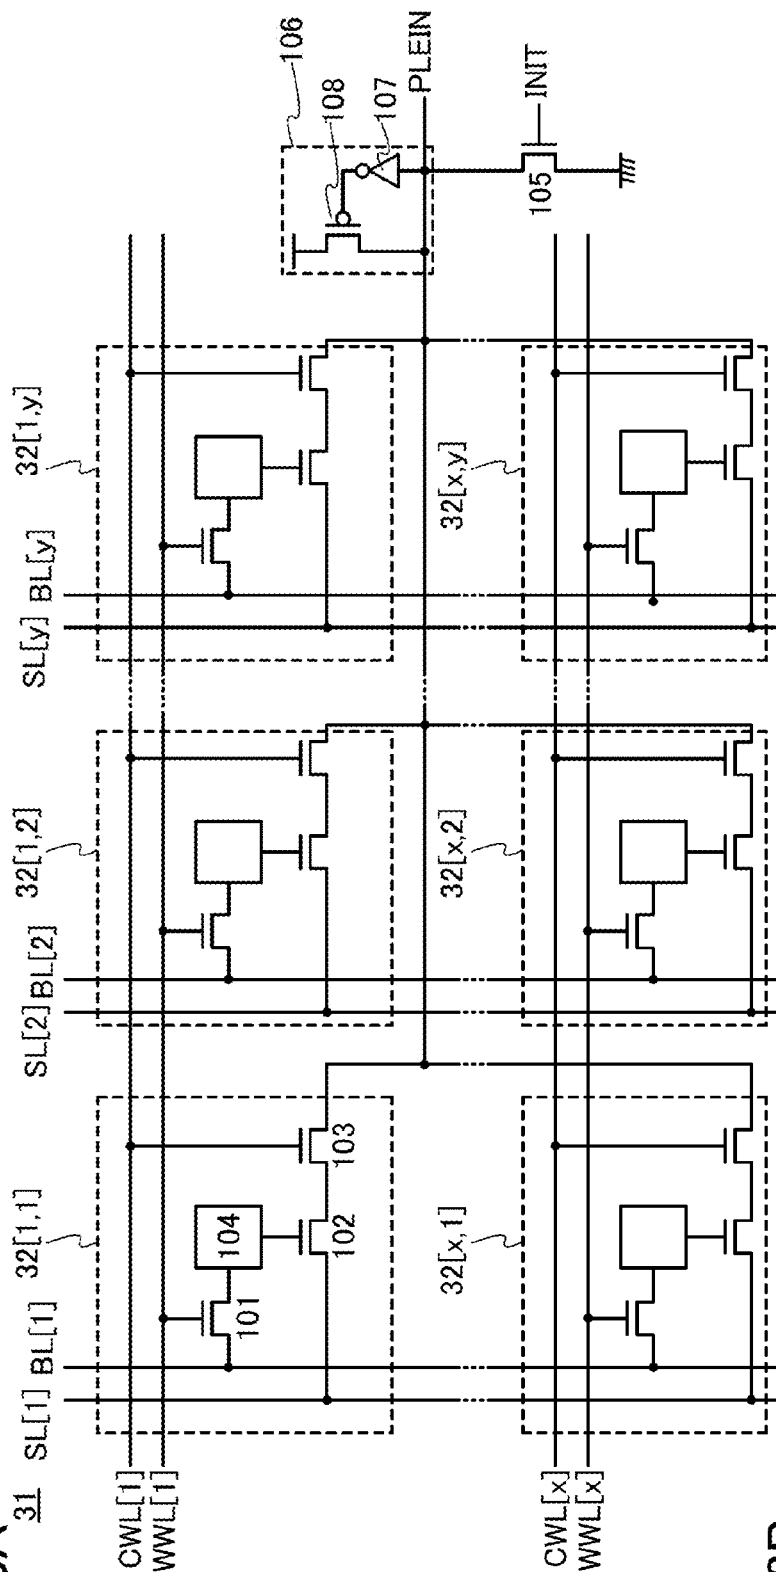 31
SL[1] BL[1]
32[1,1]
SL[2] BL[2]
32[1,2]
SL[y] BL[y]
32[1,y]
106
108
107
PLEIN
INIT
105
CWL[1]
WWL[1]
101
104
102
103
32[x,1]
32[x,2]
32[x,y]
CWL[x]
WWL[x]